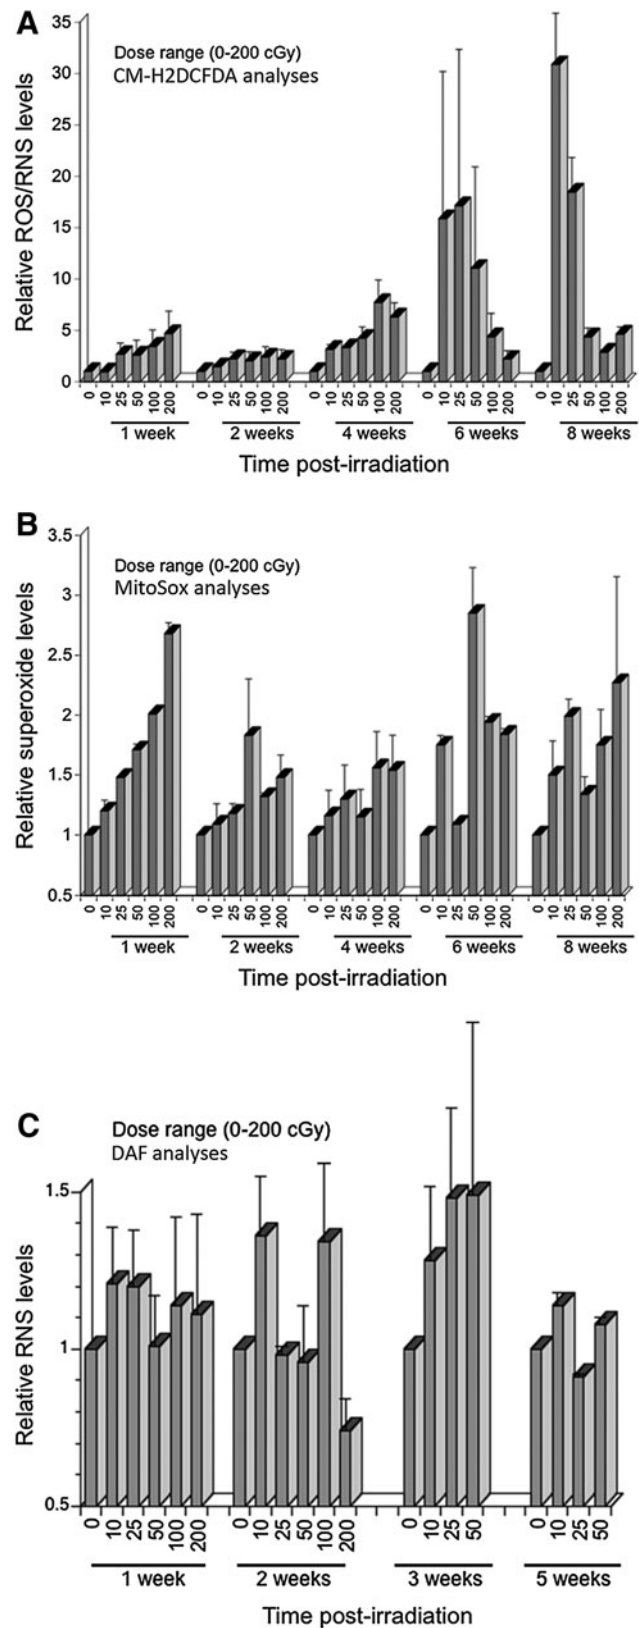 A
Dose range (0-200 cGy)
CM-H2DCFDA analyses
Relative ROS/RNS levels
35
30
25
20
15
10
5
0
0 10 25 50 100 200 0 10 25 50 100 200 0 10 25 50 100 200 0 10 25 50 100 200 0 10 25 50 100 200
1 week 2 weeks 4 weeks 6 weeks 8 weeks
Time post-irradiation
B
Dose range (0-200 cGy)
MitoSox analyses
Relative superoxide levels
3.5
3
2.5
2
1.5
1
0.5
0 10 25 50 100 200 0 10 25 50 100 200 0 10 25 50 100 200 0 10 25 50 100 200 0 10 25 50 100 200
1 week 2 weeks 4 weeks 6 weeks 8 weeks
Time post-irradiation
C
Dose range (0-200 cGy)
DAF analyses
Relative RNS levels
1.5
1
0.5
0 10 25 50 100 200 0 10 25 50 100 200 0 10 25 50 0 10 25 50
1 week 2 weeks 3 weeks 5 weeks
Time post-irradiation